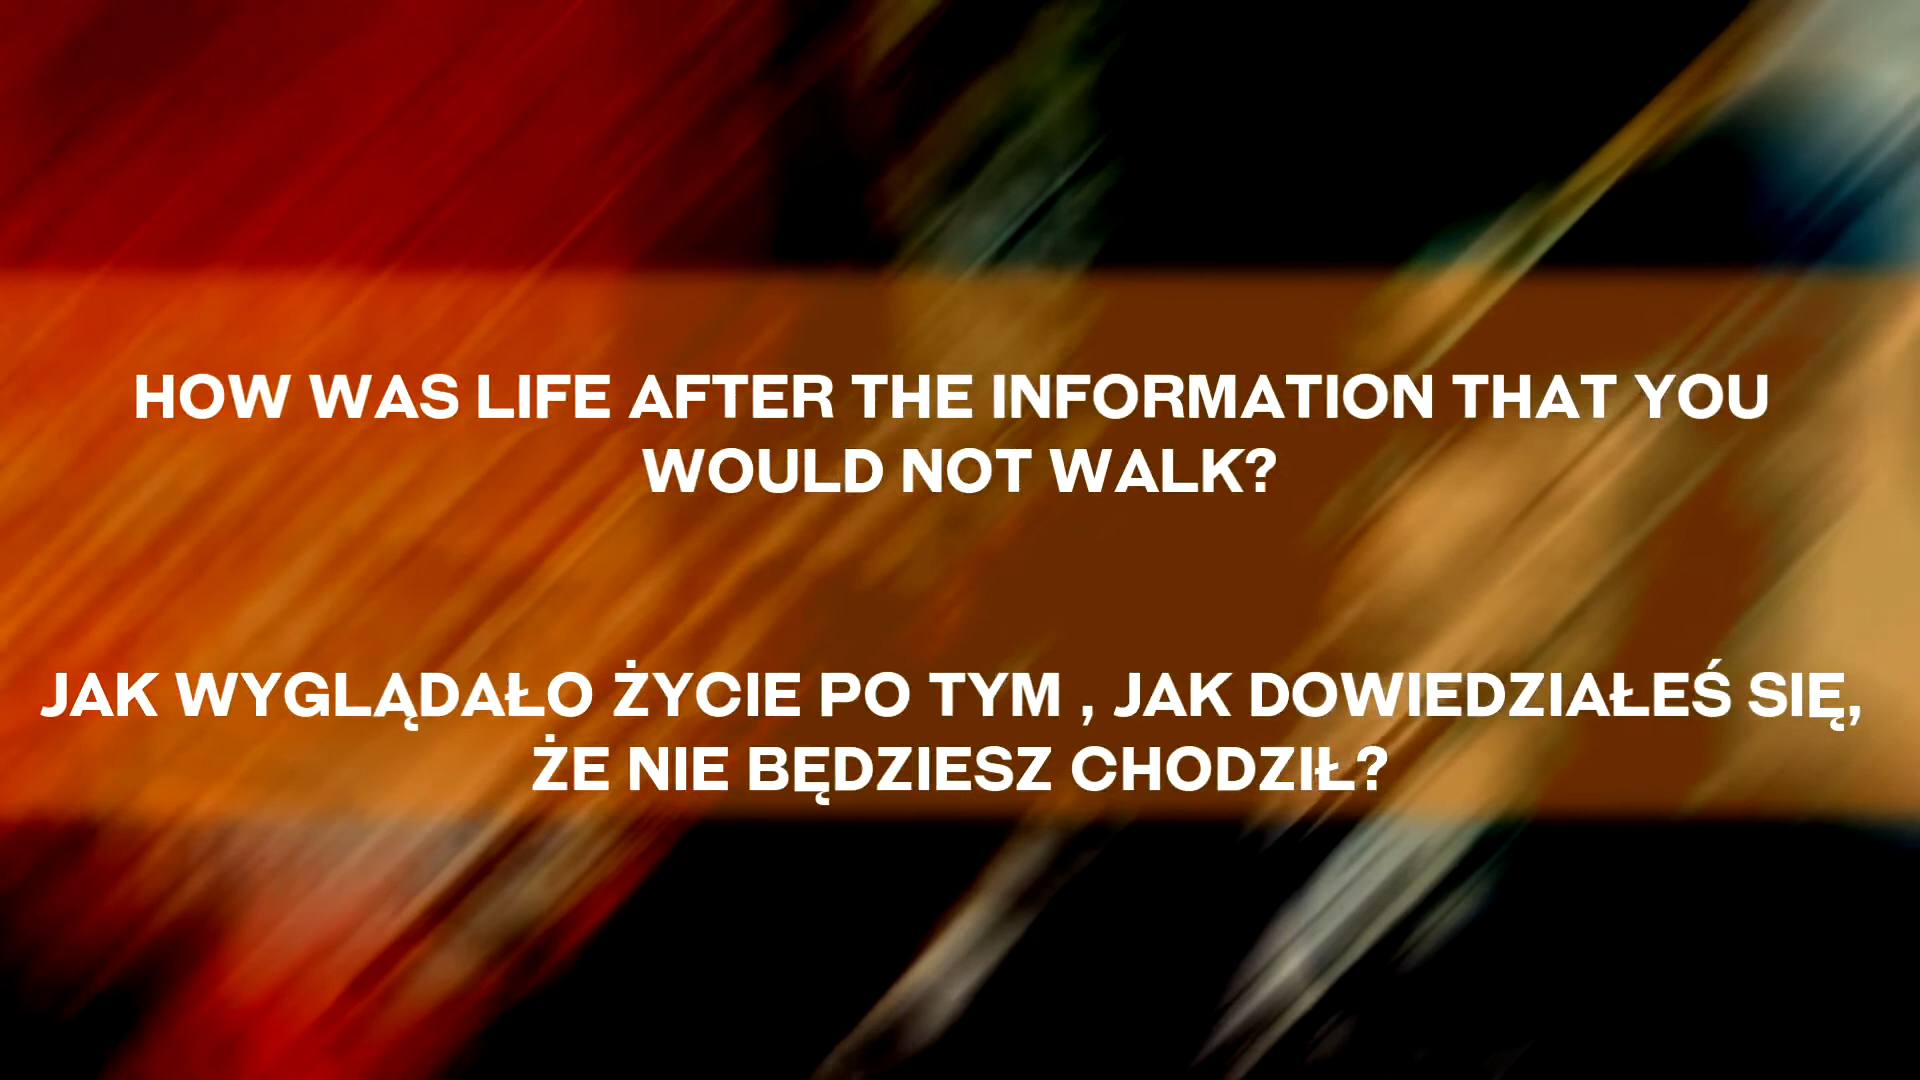 HOW WAS LIFE AFTER THE INFORMATION THAT YOU
WOULD NOT WALK?
JAK WYGLĄDAŁO ŻYCIE PO TYM , JAK DOWIEDZIAŁEŚ SIĘ,
ŻE NIE BĘDZIESZ CHODZIŁ?